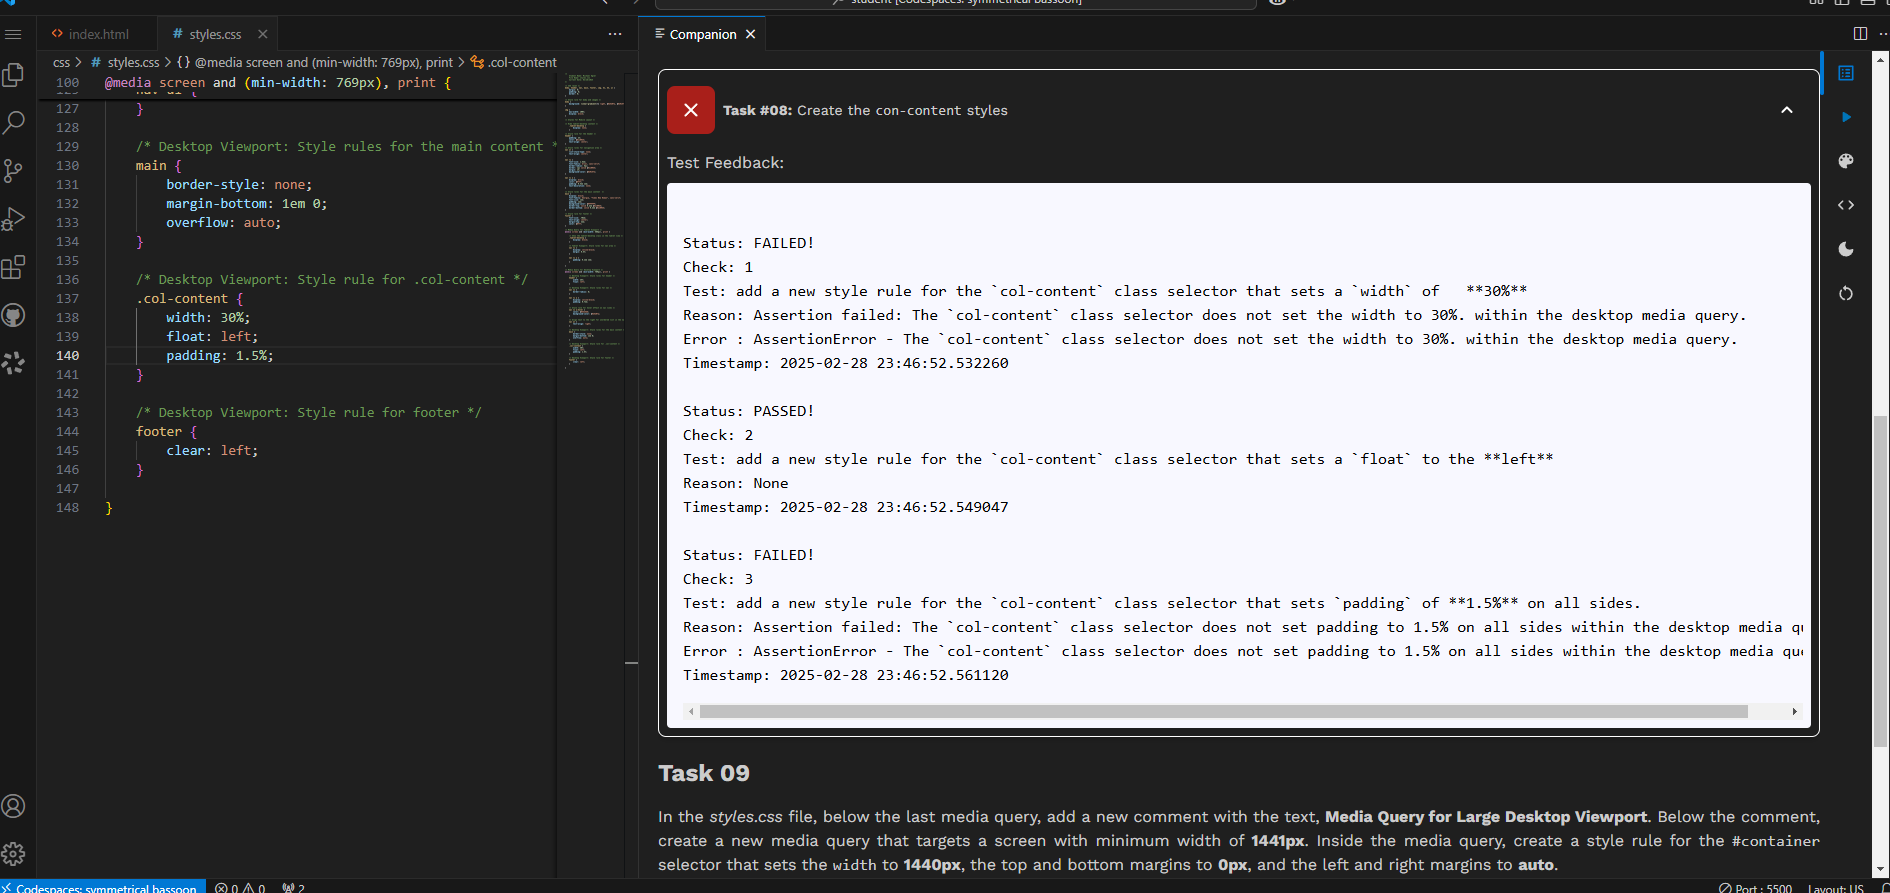 student [Codespaces: symmetrical bassoon]
index.html
# styles.css
Companion
css > # styles.css > {} @media screen and (min-width: 769px), print > .col-content
100 @media screen and (min-width: 769px), print {
127 }
128
129 /* Desktop Viewport: Style rules for the main content *
130 main {
131 border-style: none;
132 margin-bottom: 1em 0;
133 overflow: auto;
134 }
135
136 /* Desktop Viewport: Style rule for .col-content */
137 .col-content {
138 width: 30%;
139 float: left;
140 padding: 1.5%;
141 }
142
143 /* Desktop Viewport: Style rule for footer */
144 footer {
145 clear: left;
146 }
147
148 }
Task #08: Create the con-content styles
Test Feedback:
Status: FAILED!
Check: 1
Test: add a new style rule for the `col-content` class selector that sets a `width` of   **30%**
Reason: Assertion failed: The `col-content` class selector does not set the width to 30%. within the desktop media query.
Error : AssertionError - The `col-content` class selector does not set the width to 30%. within the desktop media query.
Timestamp: 2025-02-28 23:46:52.532260
Status: PASSED!
Check: 2
Test: add a new style rule for the `col-content` class selector that sets a `float` to the **left**
Reason: None
Timestamp: 2025-02-28 23:46:52.549047
Status: FAILED!
Check: 3
Test: add a new style rule for the `col-content` class selector that sets `padding` of **1.5%** on all sides.
Reason: Assertion failed: The `col-content` class selector does not set padding to 1.5% on all sides within the desktop media qu
Error : AssertionError - The `col-content` class selector does not set padding to 1.5% on all sides within the desktop media que
Timestamp: 2025-02-28 23:46:52.561120
Task 09
In the styles.css file, below the last media query, add a new comment with the text, Media Query for Large Desktop Viewport. Below the comment,
create a new media query that targets a screen with minimum width of 1441px. Inside the media query, create a style rule for the #container
selector that sets the width to 1440px, the top and bottom margins to 0px, and the left and right margins to auto.
Codespaces: symmetrical bassoon 0 0 2 Port : 5500 Layout: US